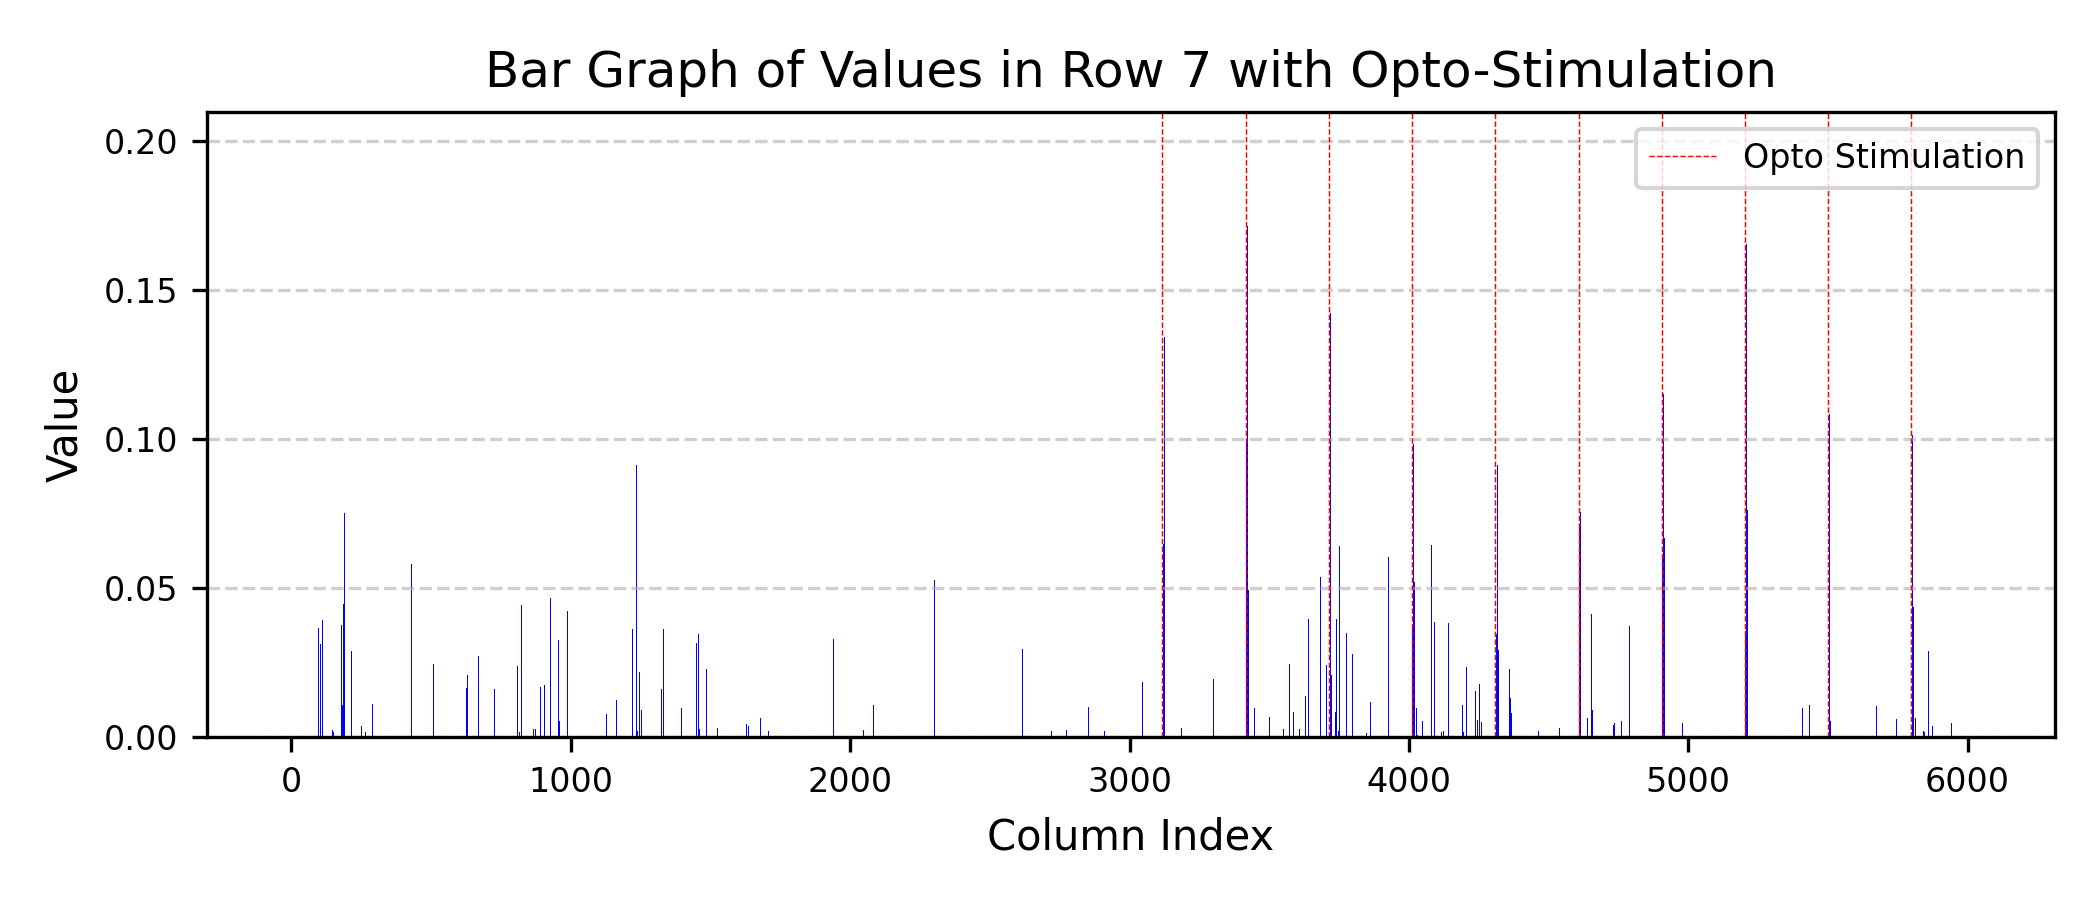 Bar Graph of Values in Row 7 with Opto-Stimulation
Opto Stimulation
Value
0.20
0.15
0.10
0.05
0.00
0 1000 2000 3000 4000 5000 6000
Column Index